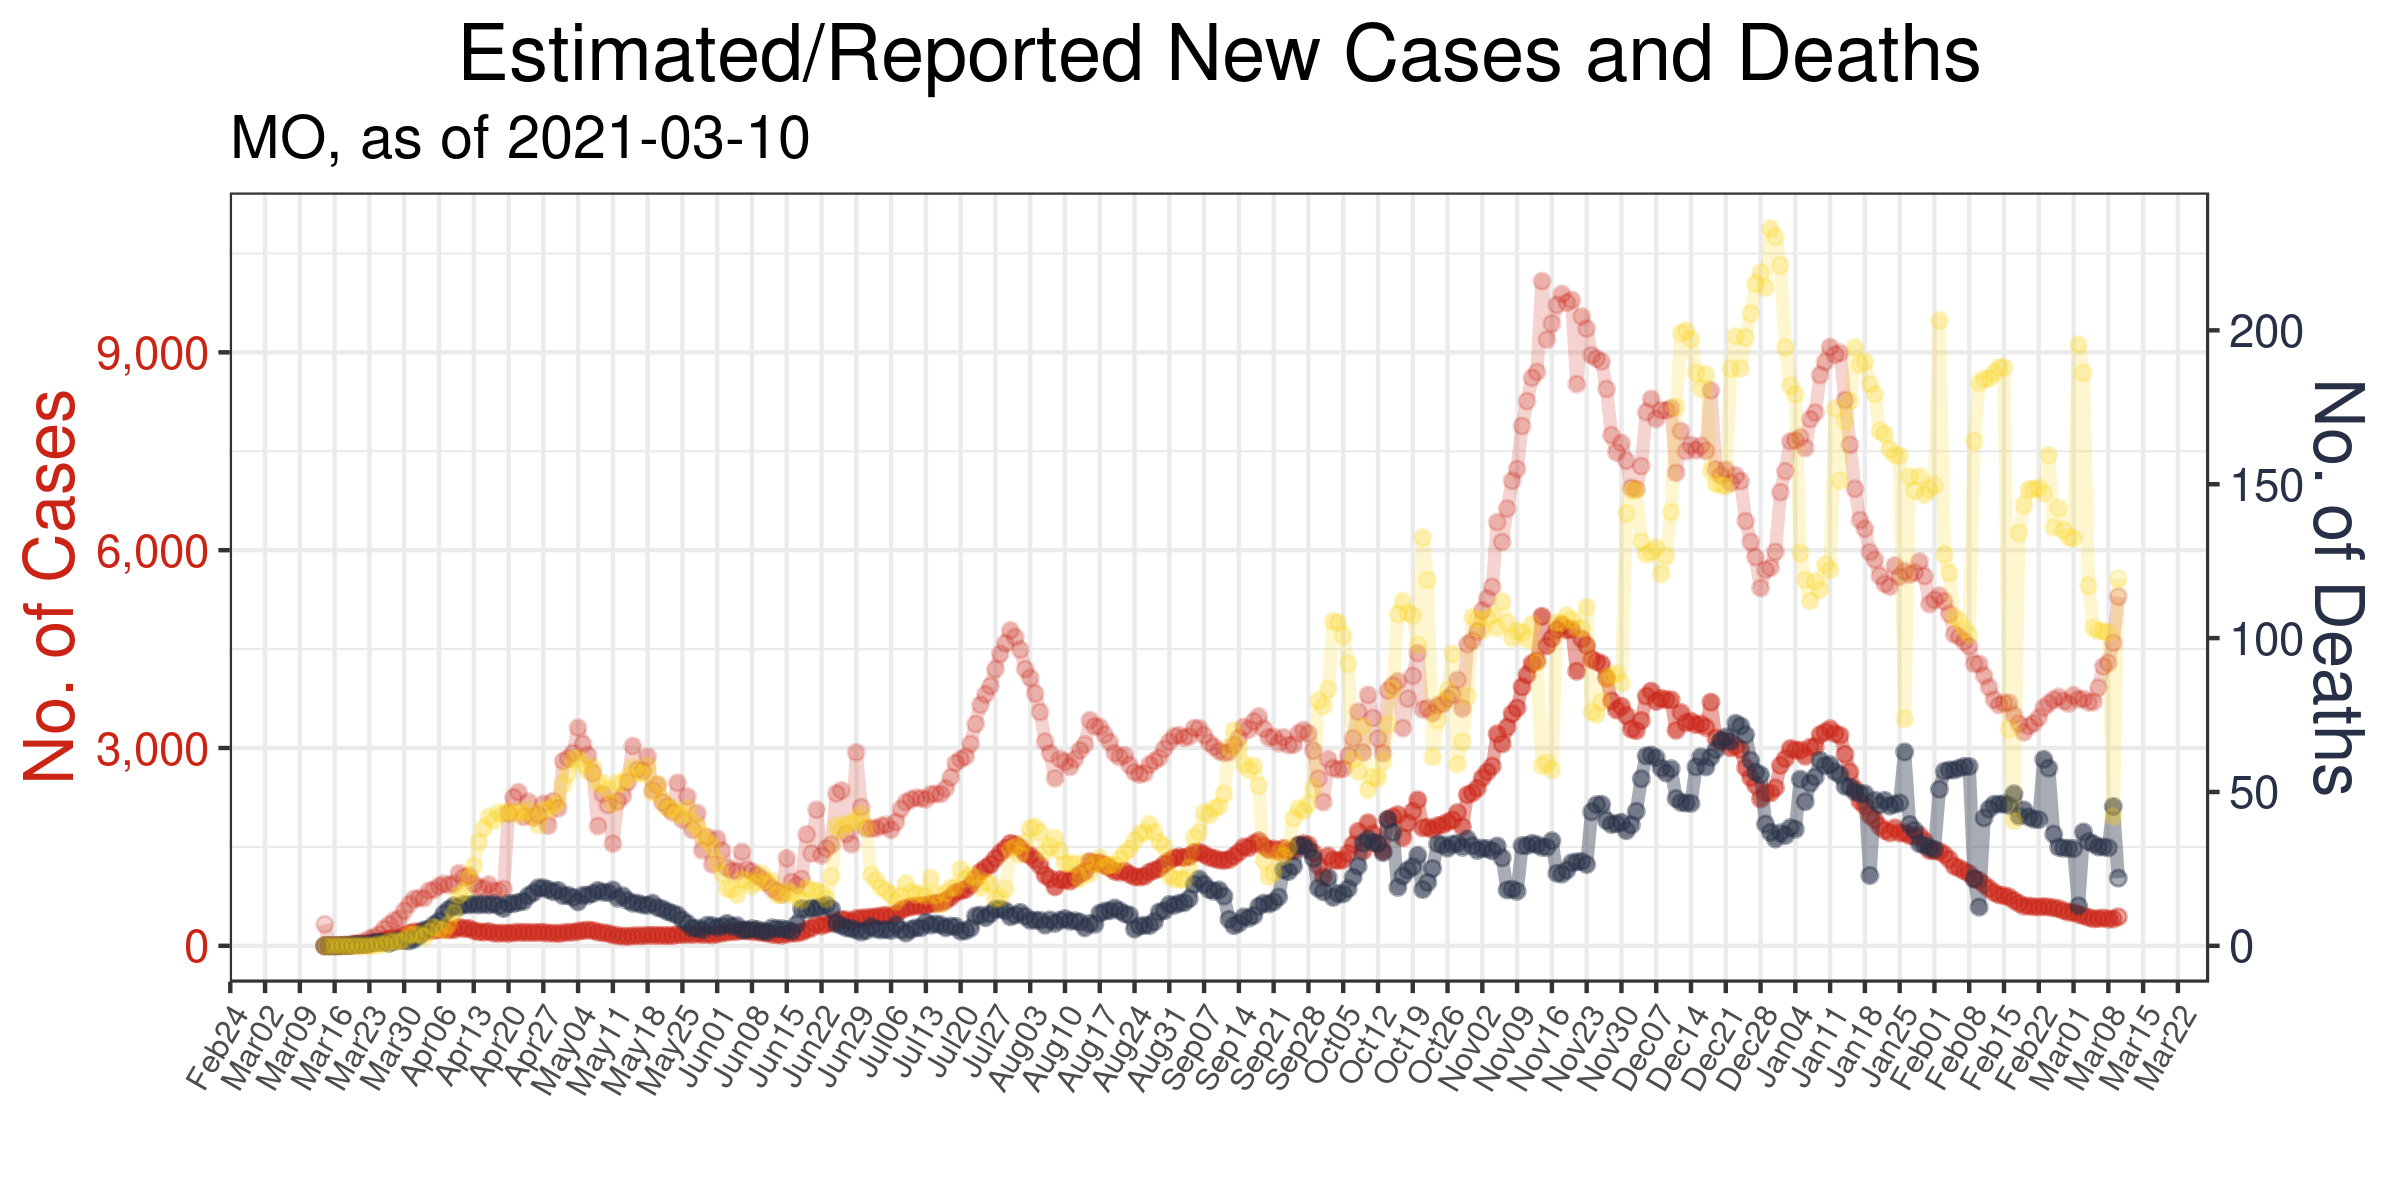 Estimated/Reported New Cases and Deaths
MO, as of 2021-03-10
No. of Cases
9,000
6,000
3,000
0
No. of Deaths
200
150
100
50
0
Feb24
Mar02
Mar09
Mar16
Mar23
Mar30
Apr06
Apr13
Apr20
Apr27
May04
May11
May18
May25
Jun01
Jun08
Jun15
Jun22
Jun29
Jul06
Jul13
Jul20
Jul27
Aug03
Aug10
Aug17
Aug24
Aug31
Sep07
Sep14
Sep21
Sep28
Oct05
Oct12
Oct19
Oct26
Nov02
Nov09
Nov16
Nov23
Nov30
Dec07
Dec14
Dec21
Dec28
Jan04
Jan11
Jan18
Jan25
Feb01
Feb08
Feb15
Feb22
Mar01
Mar08
Mar15
Mar22